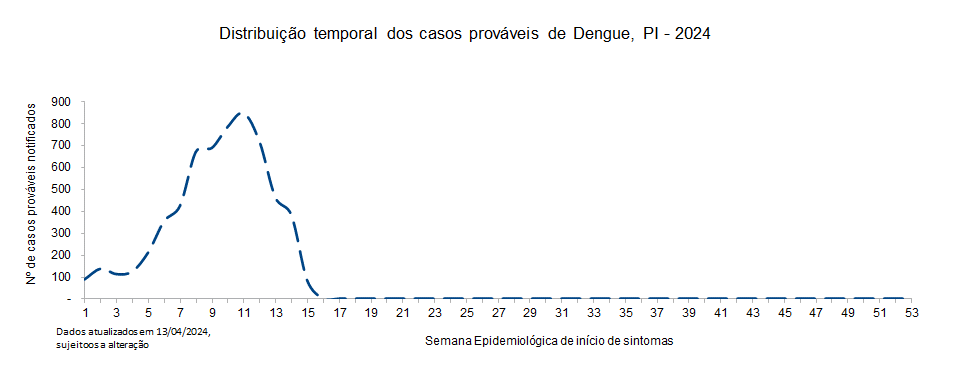 Distribuição temporal dos casos prováveis de Dengue, PI - 2024
Nº de casos prováveis notificados
900
800
700
600
500
400
300
200
100
-
1 3 5 7 9 11 13 15 17 19 21 23 25 27 29 31 33 35 37 39 41 43 45 47 49 51 53
Dados atualizados em 13/04/2024,
sujeitoos a alteração
Semana Epidemiológica de início de sintomas